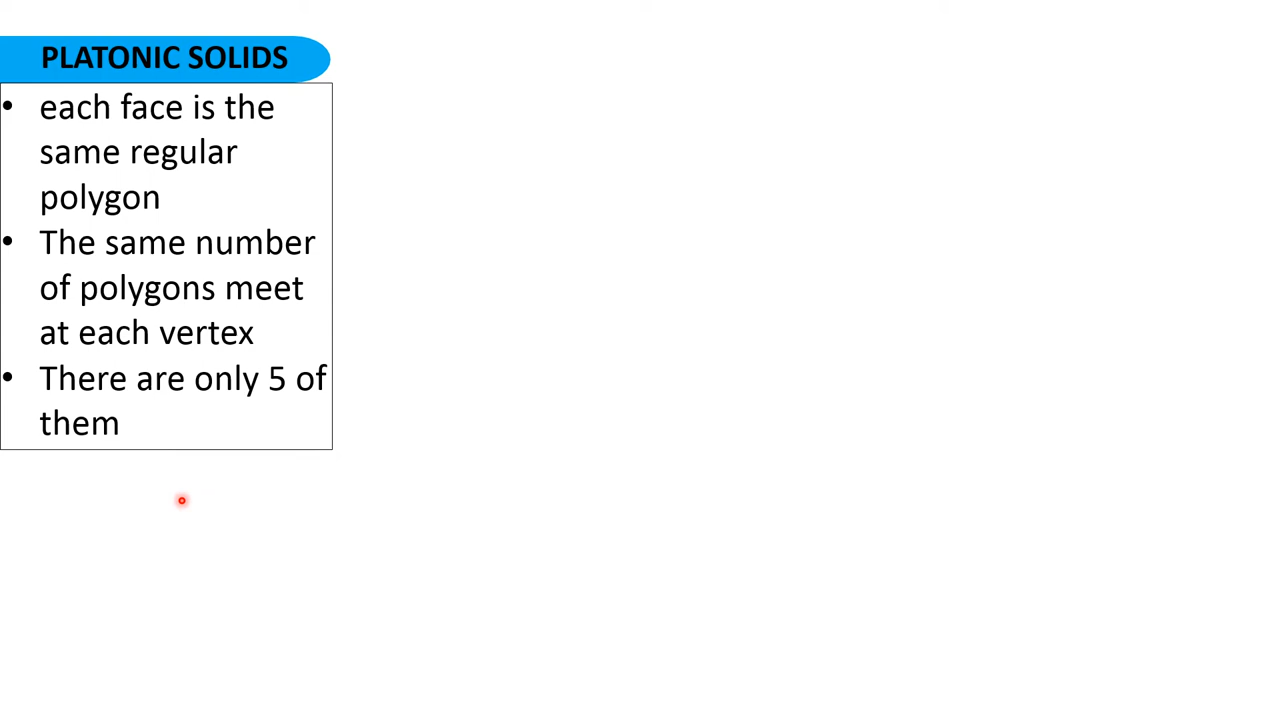 PLATONIC SOLIDS
• each face is the
same regular
polygon
• The same number
of polygons meet
at each vertex
• There are only 5 of
them